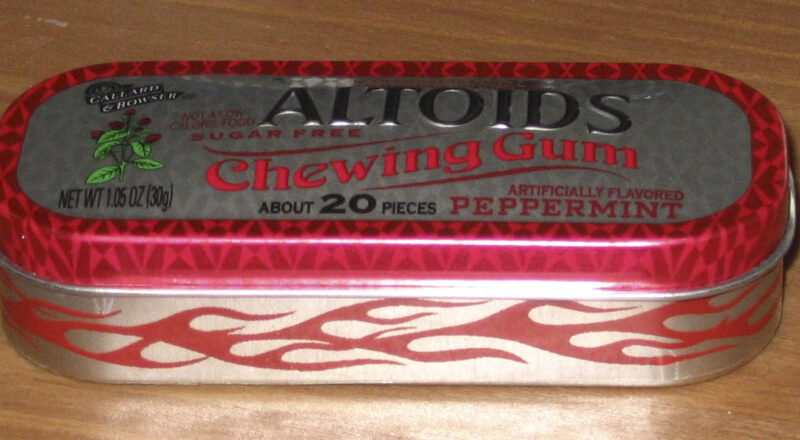 CALLARD
& BOWSER
ALTOIDS
NOT A LOW
CALORIE FOOD
SUGAR FREE
Chewing Gum
NET WT 1.05 OZ (30g)
ABOUT 20 PIECES
ARTIFICIALLY FLAVORED
PEPPERMINT